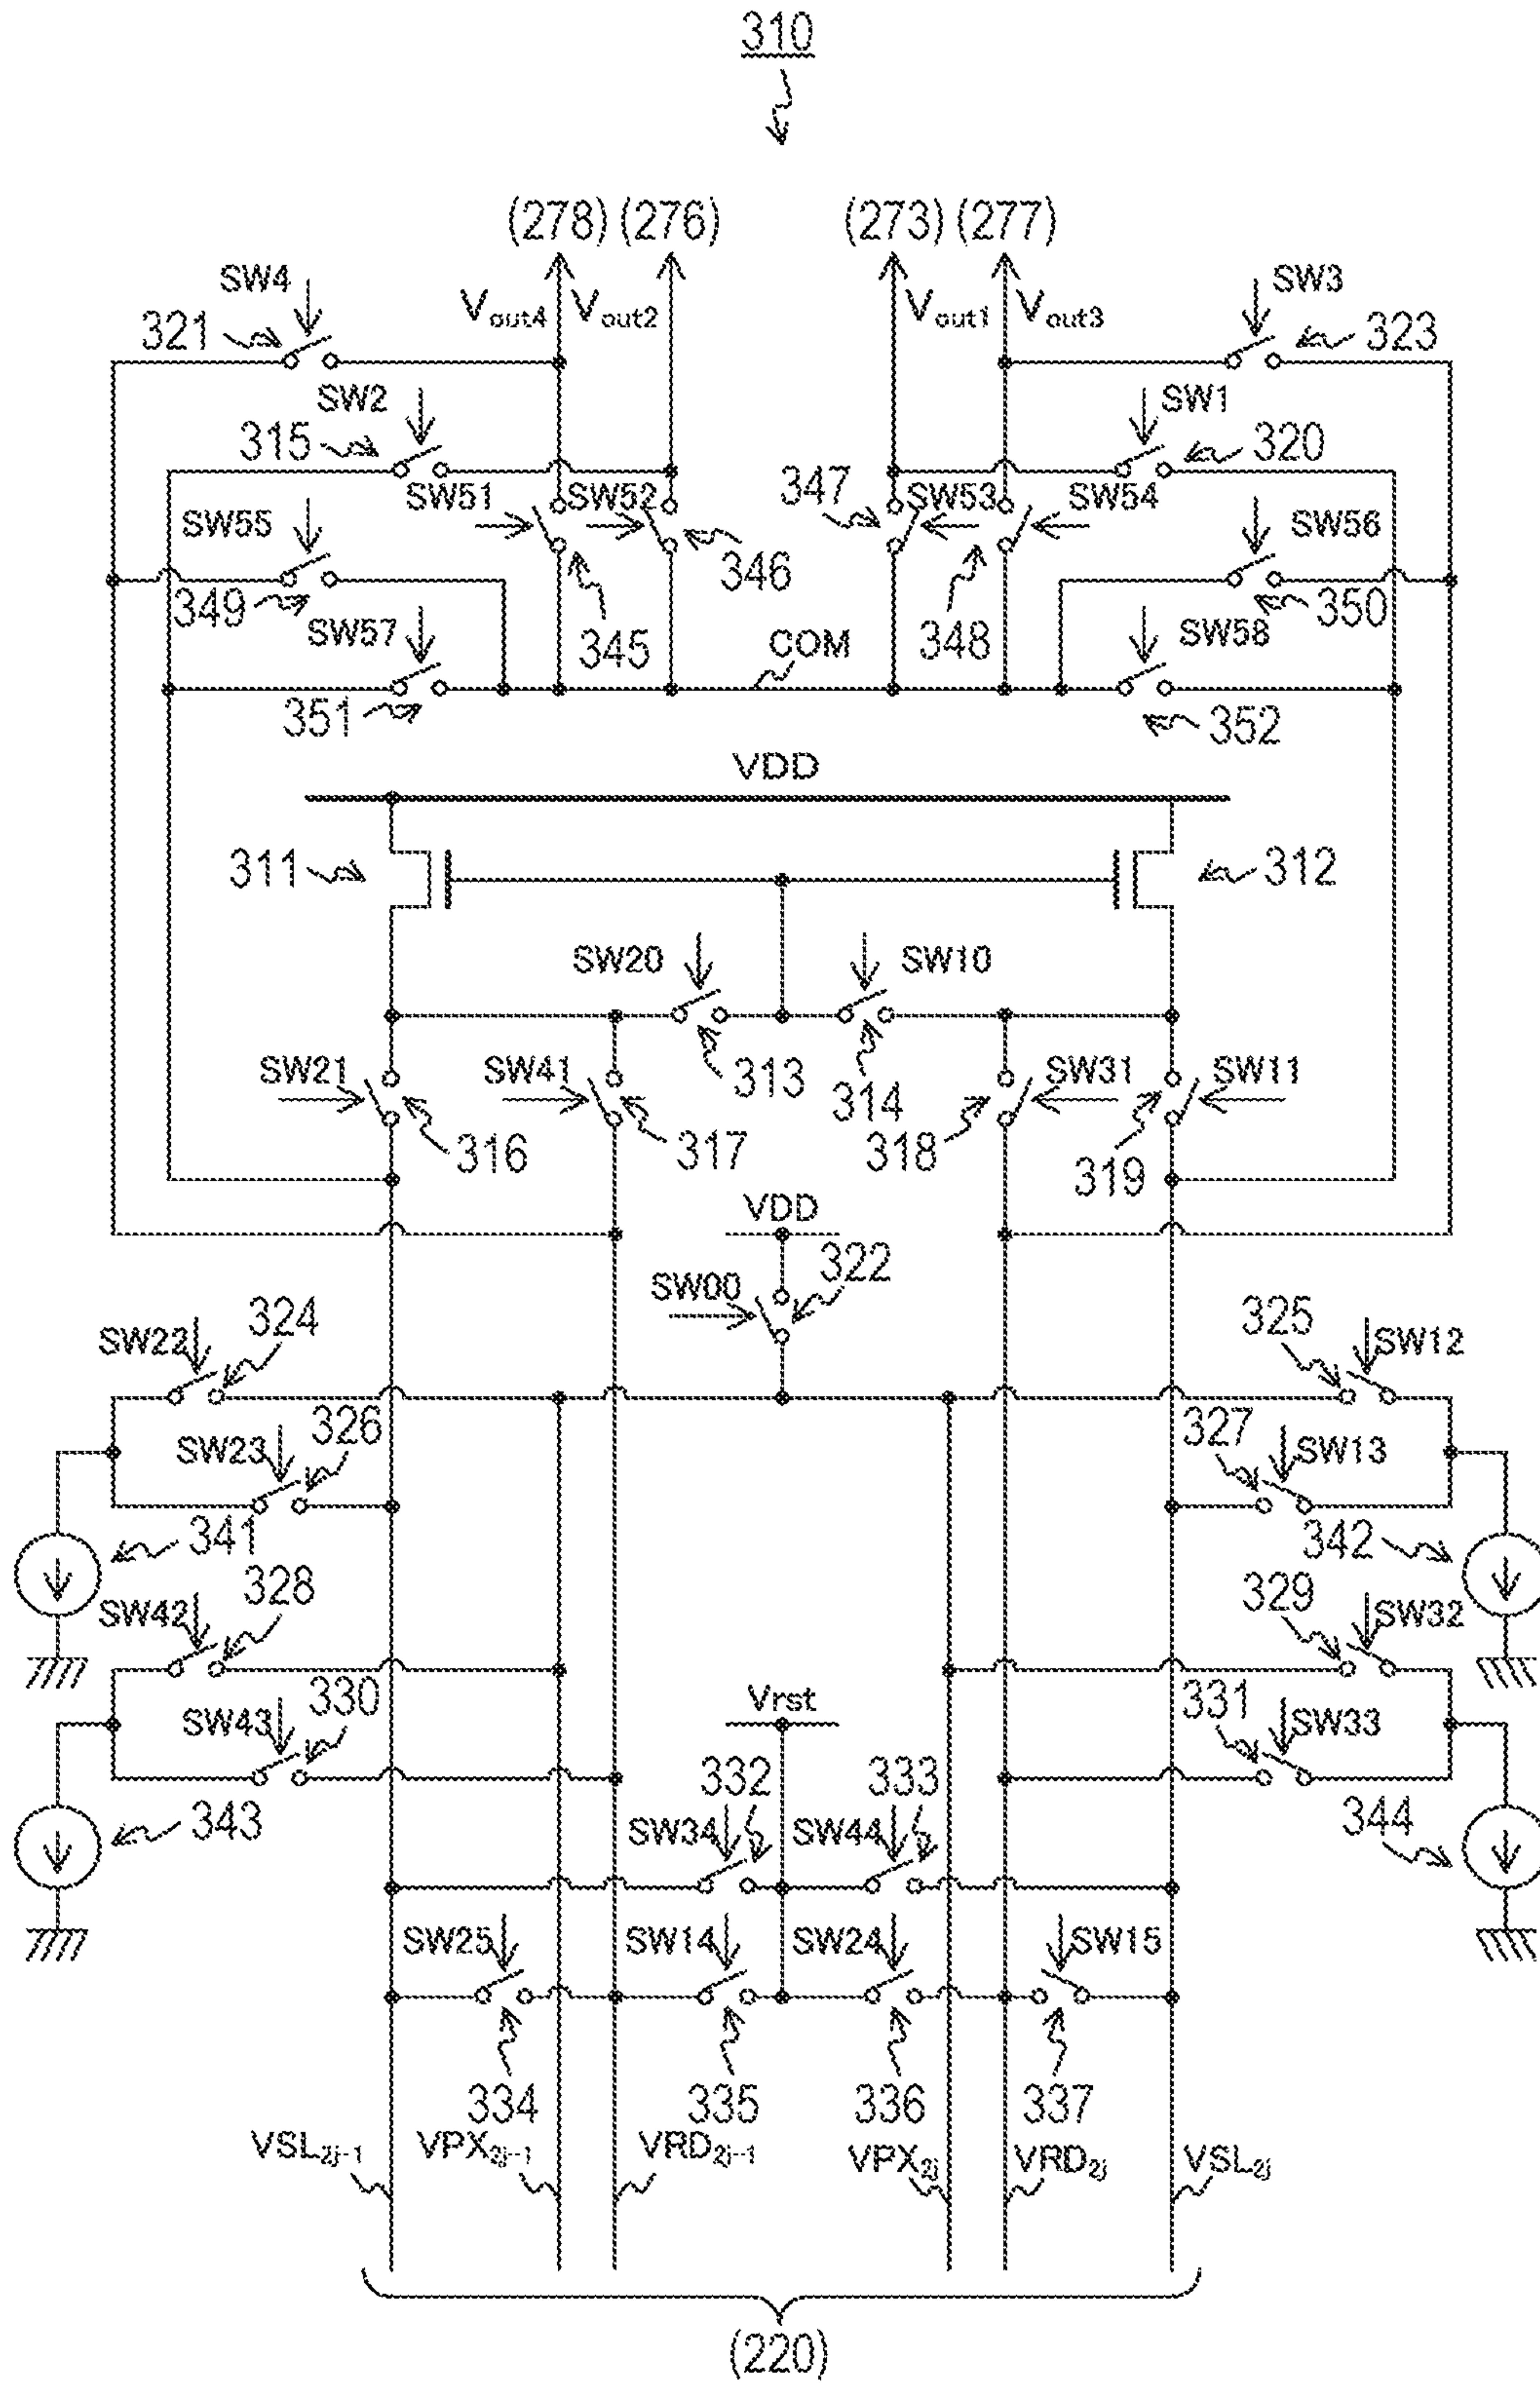 310
(278) (276) (273) (277)
SW4 SW3
Vout4 Vout2 Vout1 Vout3
321 323
SW2 SW1
315 320
347
SW51 SW52 SW53 SW54
SW55 SW56
346
349 350
SW57 SW58
345 COM 348
351 352
VDD
311 312
SW20 SW10
SW21 SW41 313 314 SW31 SW11
316 317 318 319
VDD
322
SW00
324 325
SW22 SW12
326 327
SW23 SW13
341 342
328 329
SW42 SW32
330 Vrst 331
SW43 SW33
332 333
343 344
SW34 SW44
SW25 SW14 SW24 SW15
334 335 336 337
VSL2j-1 VPX2j-1 VRD2j-1 VPX2j VRD2j VSL2j
(220)